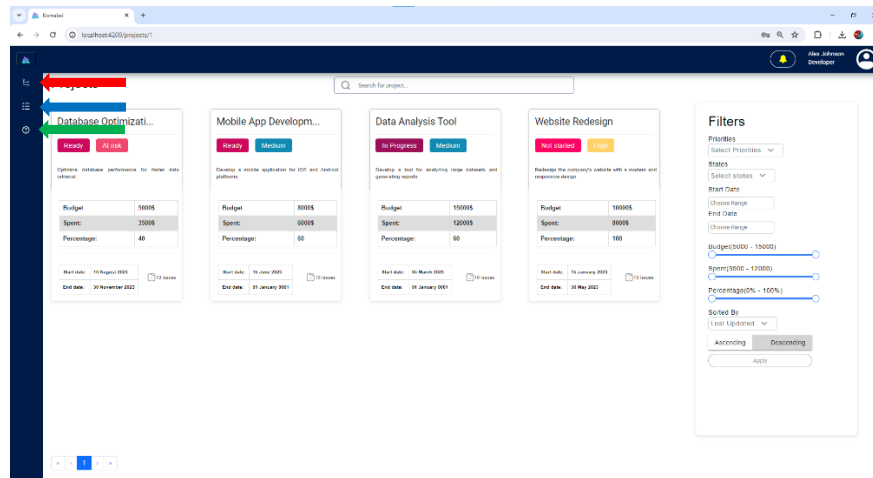 Komakai
localhost:4200/projects/1
Alex Johnson
Developer
Projects
Search for project...
Database Optimizati...
Ready At risk
Optimize database performance for faster data retrieval.
Budget 5000$
Spent: 3500$
Percentage: 40
Start date: 10 August 2023
End date: 30 November 2023
10 issues
Mobile App Developm...
Ready Medium
Develop a mobile application for iOS and Android platforms
Budget 8000$
Spent: 6000$
Percentage: 60
Start date: 15 June 2023
End date: 01 January 0001
10 issues
Data Analysis Tool
In Progress Medium
Develop a tool for analyzing large datasets and generating reports
Budget 15000$
Spent: 12000$
Percentage: 60
Start date: 05 March 2023
End date: 01 January 0001
10 issues
Website Redesign
Not started High
Redesign the company's website with a modern and responsive design
Budget 10000$
Spent: 8000$
Percentage: 100
Start date: 15 January 2023
End date: 30 May 2023
10 issues
Filters
Priorities
Select Priorities
States
Select states
Start Date
Choose Range
End Date
Choose Range
Budget(5000 - 15000)
Spent(3500 - 12000)
Percentage(0% - 100%)
Sorted By
Last Updated
Ascending Descending
Apply
« ‹ 1 › »